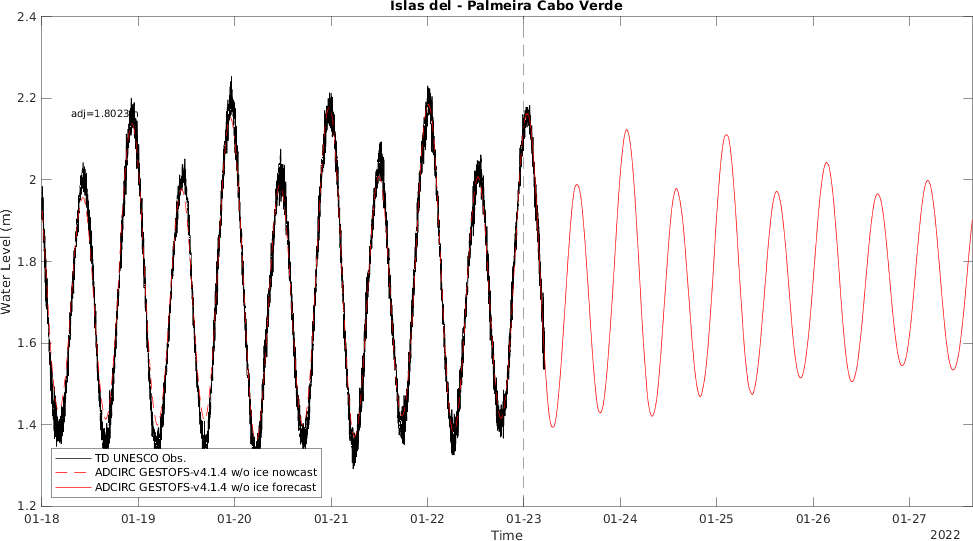 Islas del - Palmeira Cabo Verde
2.4
2.2
2
1.8
1.6
1.4
1.2
Water Level (m)
adj=1.8023m
TD UNESCO Obs.
ADCIRC GESTOFS-v4.1.4 w/o ice nowcast
ADCIRC GESTOFS-v4.1.4 w/o ice forecast
01-18 01-19 01-20 01-21 01-22 01-23 01-24 01-25 01-26 01-27
Time
2022